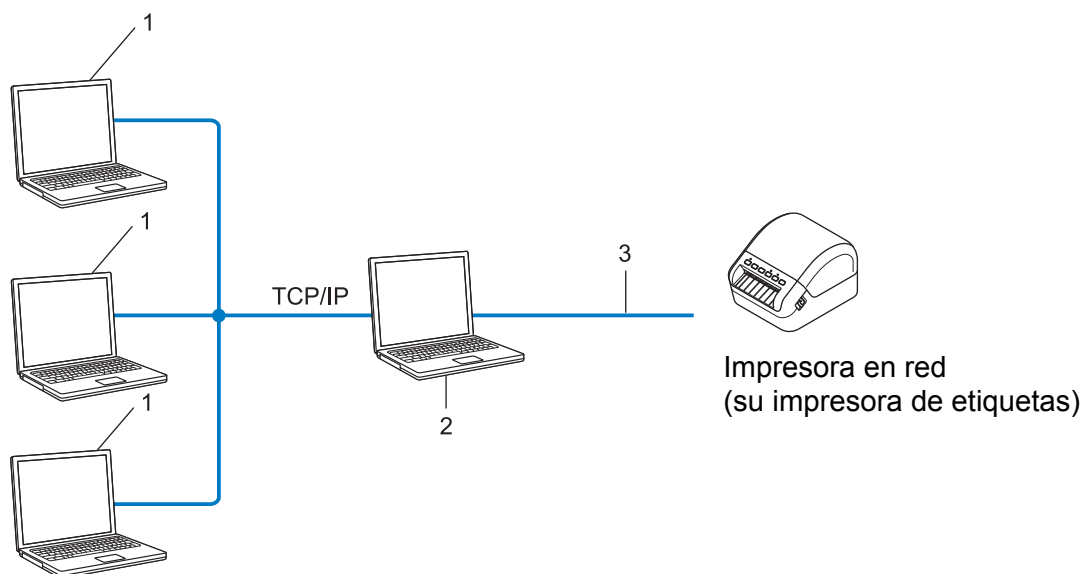 1
1
3
TCP/IP
Impresora en red
(su impresora de etiquetas)
1
2